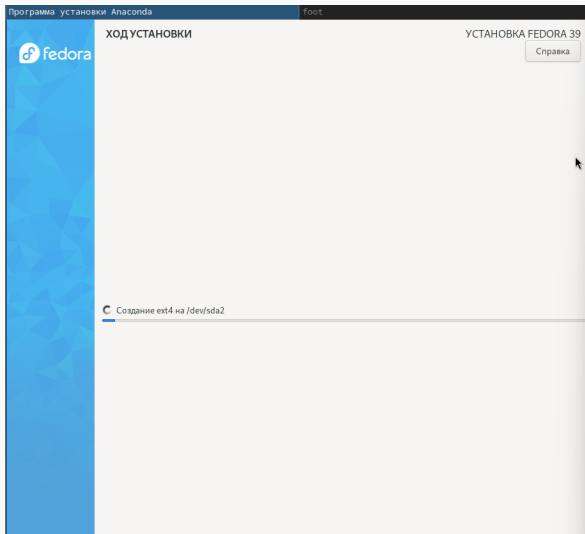 Программа установки Anaconda
foot
fedora
ХОД УСТАНОВКИ
УСТАНОВКА FEDORA 39
Справка
Создание ext4 на /dev/sda2